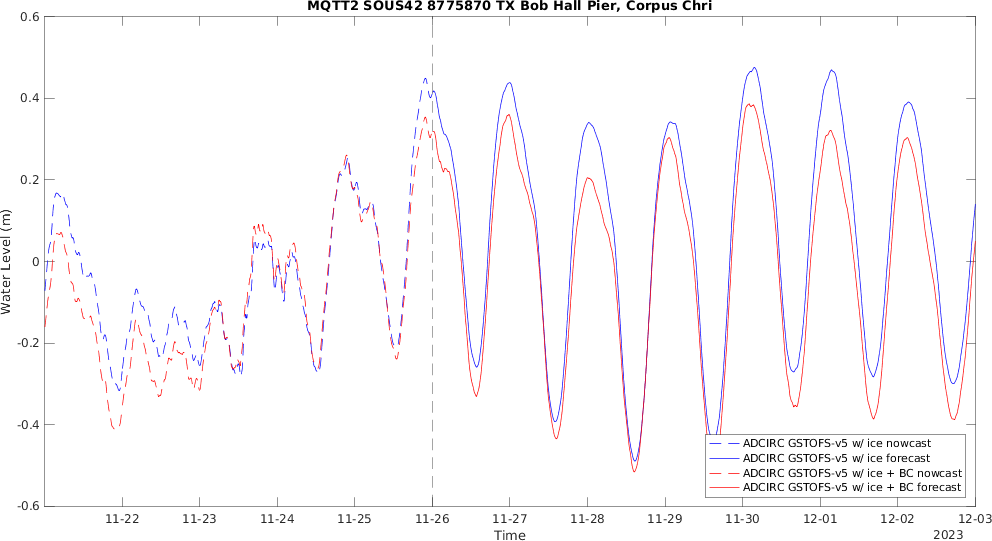 MQTT2 SOUS42 8775870 TX Bob Hall Pier, Corpus Chri
0.6
0.4
0.2
0
-0.2
-0.4
-0.6
Water Level (m)
ADCIRC GSTOFS-v5 w/ ice nowcast
ADCIRC GSTOFS-v5 w/ ice forecast
ADCIRC GSTOFS-v5 w/ ice + BC nowcast
ADCIRC GSTOFS-v5 w/ ice + BC forecast
11-22 11-23 11-24 11-25 11-26 11-27 11-28 11-29 11-30 12-01 12-02 12-03
Time
2023